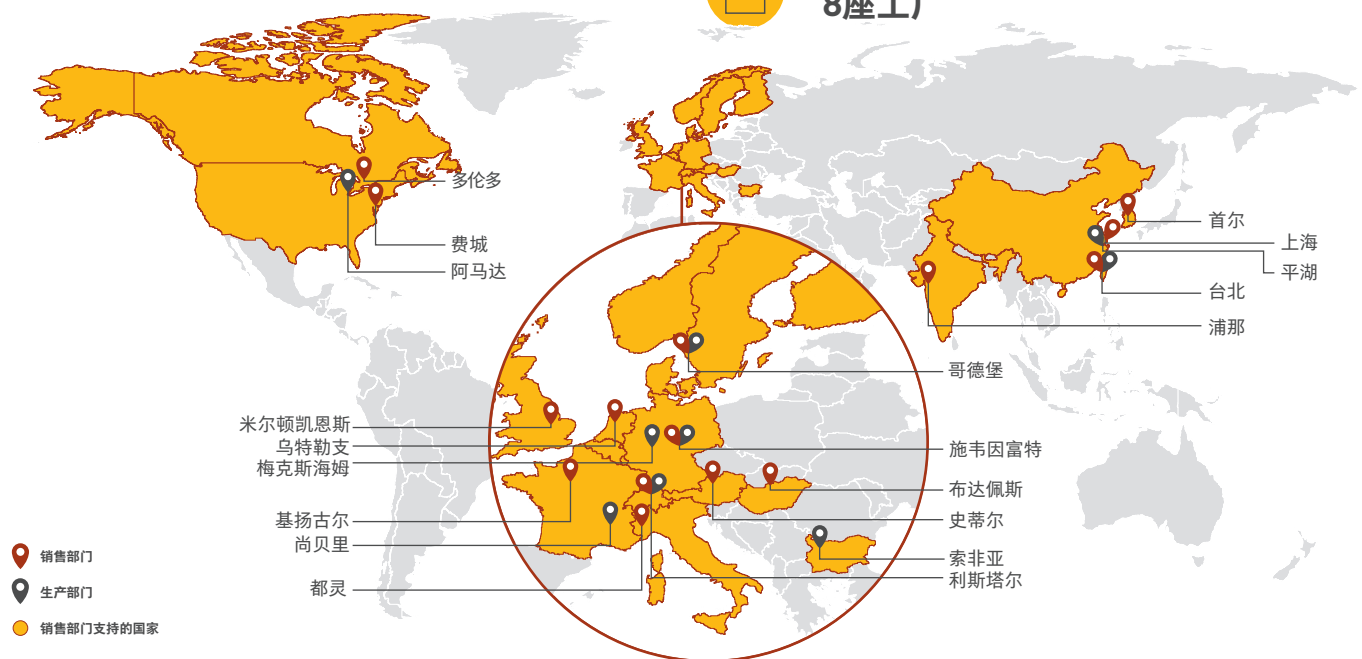 8座工厂
多伦多
费城
阿马达
首尔
上海
平湖
台北
浦那
哥德堡
米尔顿凯恩斯
乌特勒支
梅克斯海姆
施韦因富特
布达佩斯
基扬古尔
史蒂尔
尚贝里
索非亚
利斯塔尔
都灵
销售部门
生产部门
销售部门支持的国家